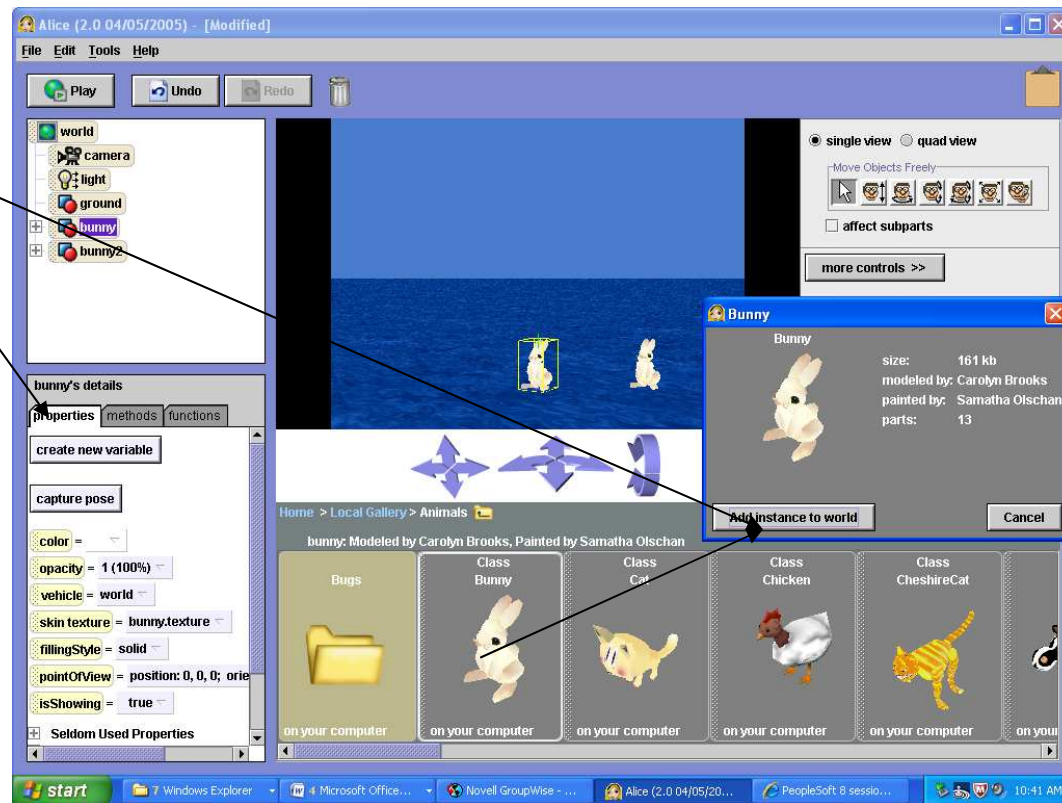 Alice (2.0 04/05/2005) - [Modified]
File Edit Tools Help
Play Undo Redo
world
camera
light
ground
bunny
bunny2
single view quad view
Move Objects Freely
affect subparts
more controls >>
bunny's details
properties methods functions
create new variable
capture pose
color =
opacity = 1 (100%)
vehicle = world
skin texture = bunny.texture
fillingStyle = solid
pointOfView = position: 0, 0, 0; orie
isShowing = true
Seldom Used Properties
Bunny
Bunny
size: 161 kb
modeled by: Carolyn Brooks
painted by: Samatha Olschan
parts: 13
Add instance to world Cancel
Home > Local Gallery > Animals
bunny: Modeled by Carolyn Brooks, Painted by Samatha Olschan
Bugs
on your computer
Class
Bunny
on your computer
Class
Cat
on your computer
Class
Chicken
on your computer
Class
CheshireCat
on your computer
on your
start 7 Windows Explorer 4 Microsoft Office... Novell GroupWise - ... Alice (2.0 04/05/20... PeopleSoft 8 sessio... 10:41 AM